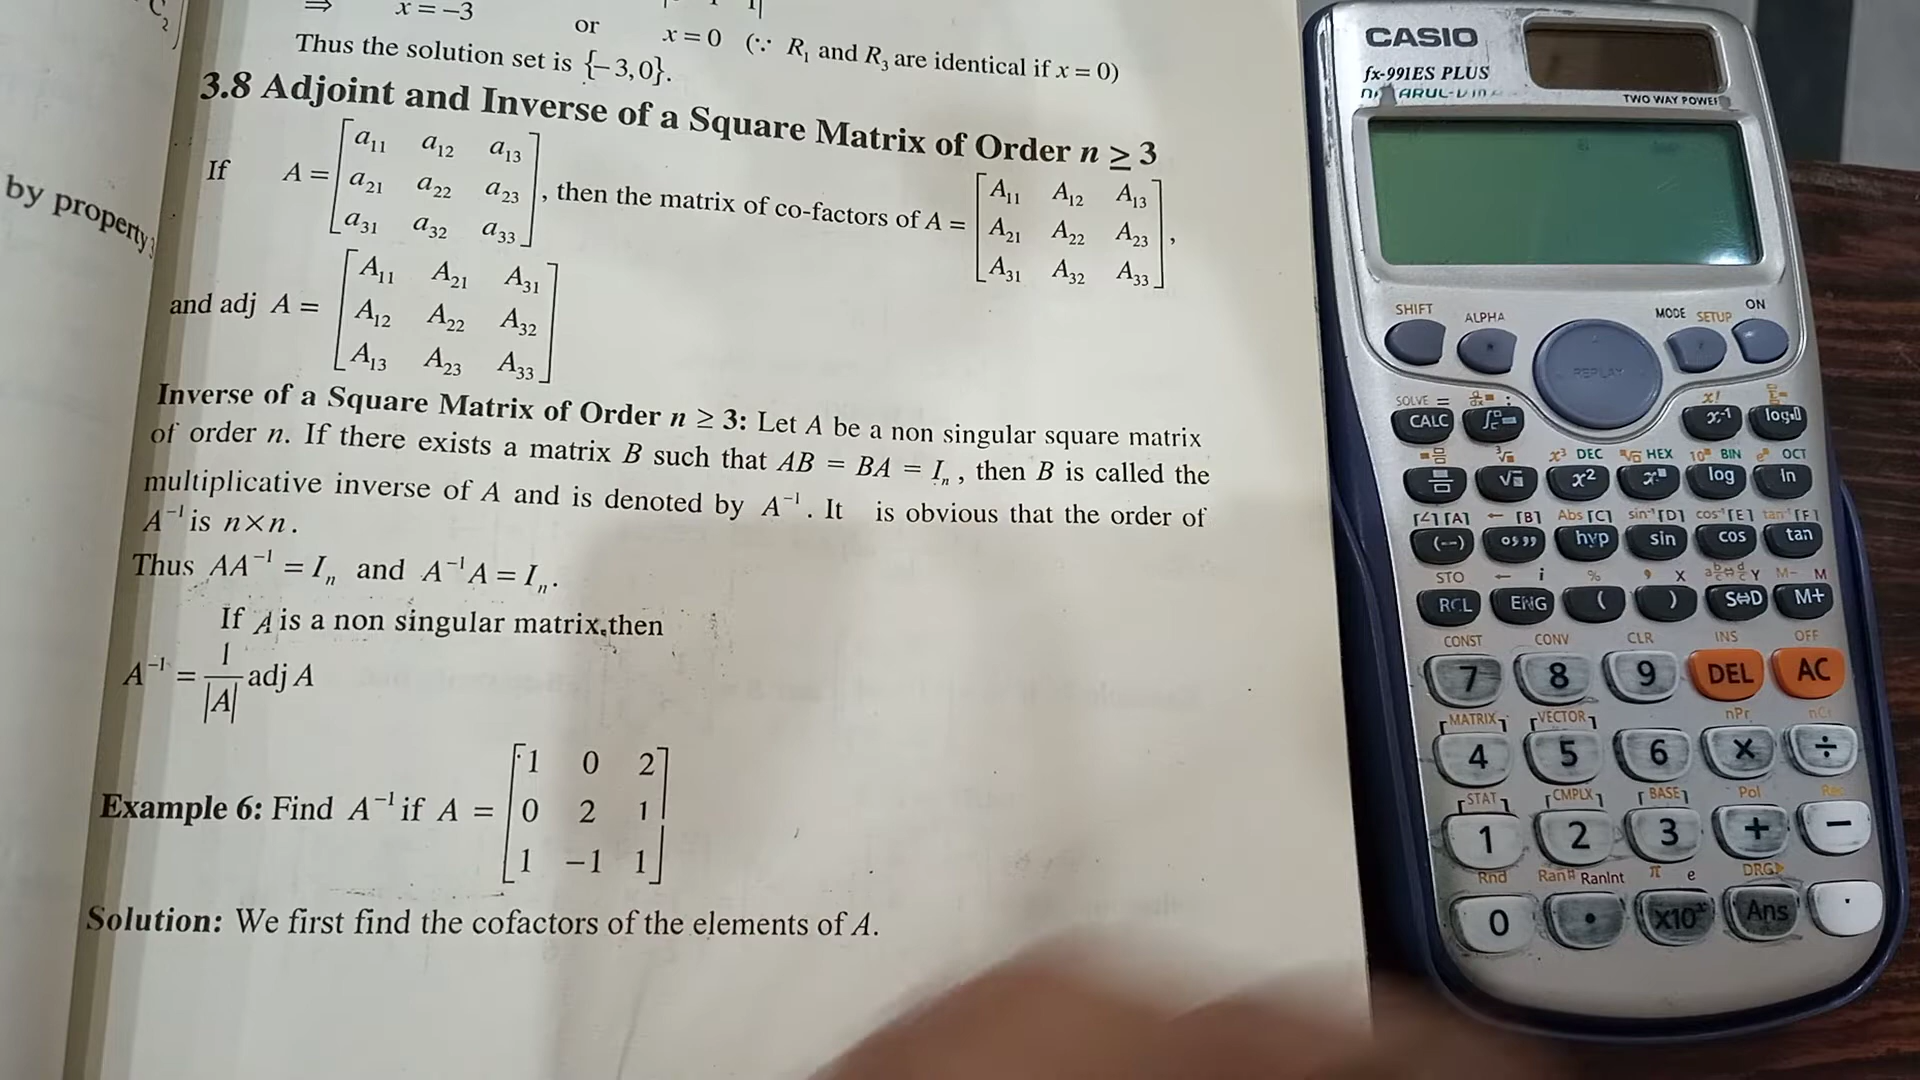 C₂
⇒ x = −3 or x = 0 (∵ R₁ and R₃ are identical if x = 0)
Thus the solution set is {−3, 0}.
by property
3.8 Adjoint and Inverse of a Square Matrix of Order n ≥ 3
If A = [a₁₁ a₁₂ a₁₃
a₂₁ a₂₂ a₂₃
a₃₁ a₃₂ a₃₃], then the matrix of co-factors of A = [A₁₁ A₁₂ A₁₃
A₂₁ A₂₂ A₂₃
A₃₁ A₃₂ A₃₃],
and adj A = [A₁₁ A₂₁ A₃₁
A₁₂ A₂₂ A₃₂
A₁₃ A₂₃ A₃₃]
Inverse of a Square Matrix of Order n ≥ 3: Let A be a non singular square matrix
of order n. If there exists a matrix B such that AB = BA = Iₙ, then B is called the
multiplicative inverse of A and is denoted by A⁻¹. It is obvious that the order of
A⁻¹ is n×n.
Thus AA⁻¹ = Iₙ and A⁻¹A = Iₙ.
If A is a non singular matrix, then
A⁻¹ = 1/|A| adj A
Example 6: Find A⁻¹ if A = [1 0 2
0 2 1
1 −1 1]
Solution: We first find the cofactors of the elements of A.
CASIO
fx-991ES PLUS
TWO WAY POWER
SHIFT ALPHA MODE SETUP ON
REPLAY
SOLVE = d/dx : x!
CALC x⁻¹ log
x³ DEC HEX 10 BIN e OCT
x² log ln
[∠] [A] ← [B] Abs [C] sin⁻¹ [D] cos⁻¹ [E] tan⁻¹ [F]
(−) hyp sin cos tan
STO ← i % , X Y M− M
RCL ENG ( ) S⇔D M+
CONST CONV CLR INS OFF
7 8 9 DEL AC
MATRIX VECTOR nPr nCr
4 5 6 × ÷
STAT CMPLX BASE Pol Rec
1 2 3 + −
Rnd Ran# RanInt π e DRG▶
0 • ×10ˣ Ans